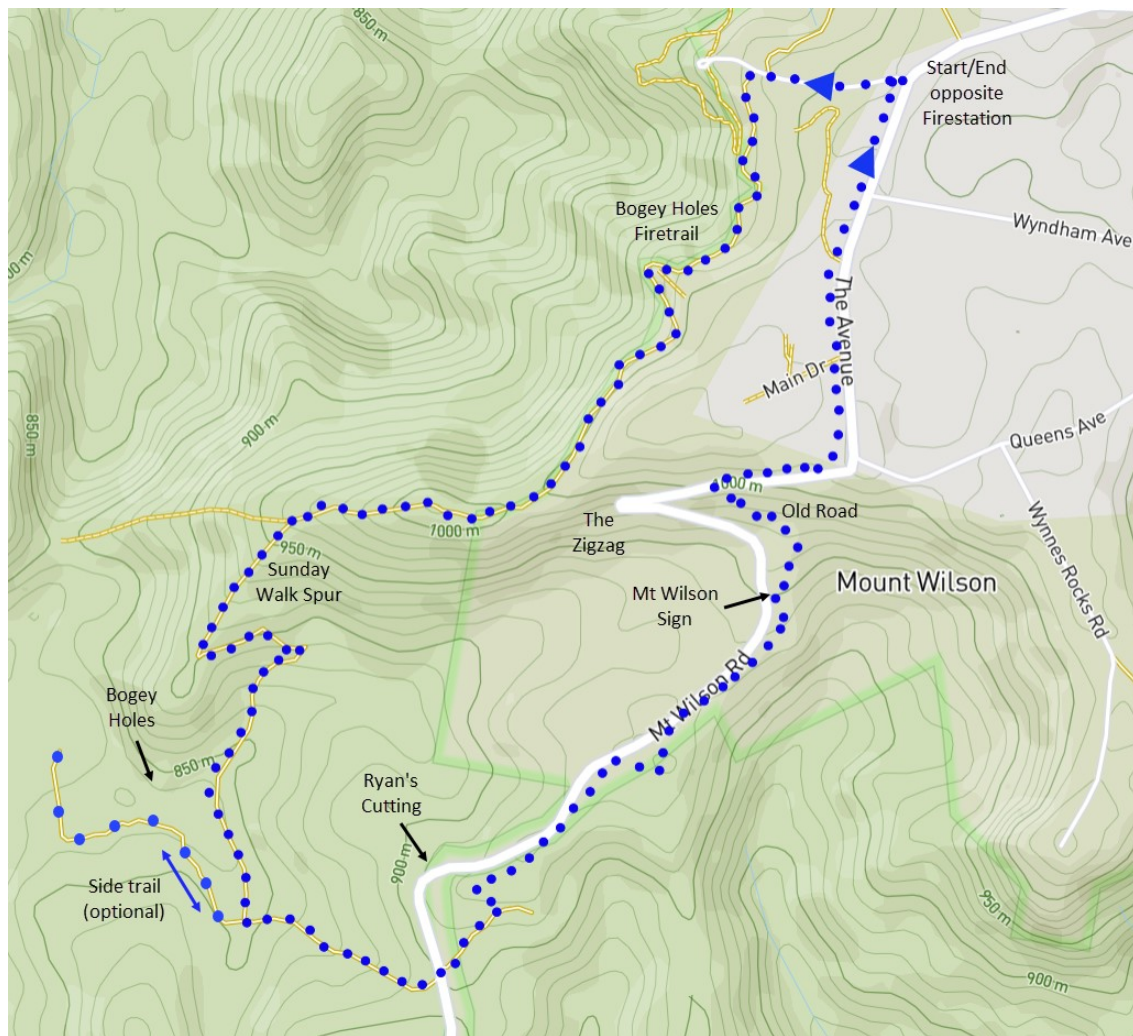 850 m
Start/End
opposite
Firestation
Bogey Holes
Firetrail
Wyndham Ave
The Avenue
Main Dr
850 m
900 m
Queens Ave
1000 m
1000 m
Old Road
The
Zigzag
950 m
Sunday
Walk Spur
Mt Wilson
Sign
Mount Wilson
Wynnes Rocks Rd
Mt Wilson Rd
Bogey
Holes
850 m
Ryan's
Cutting
900 m
Side trail
(optional)
950 m
900 m